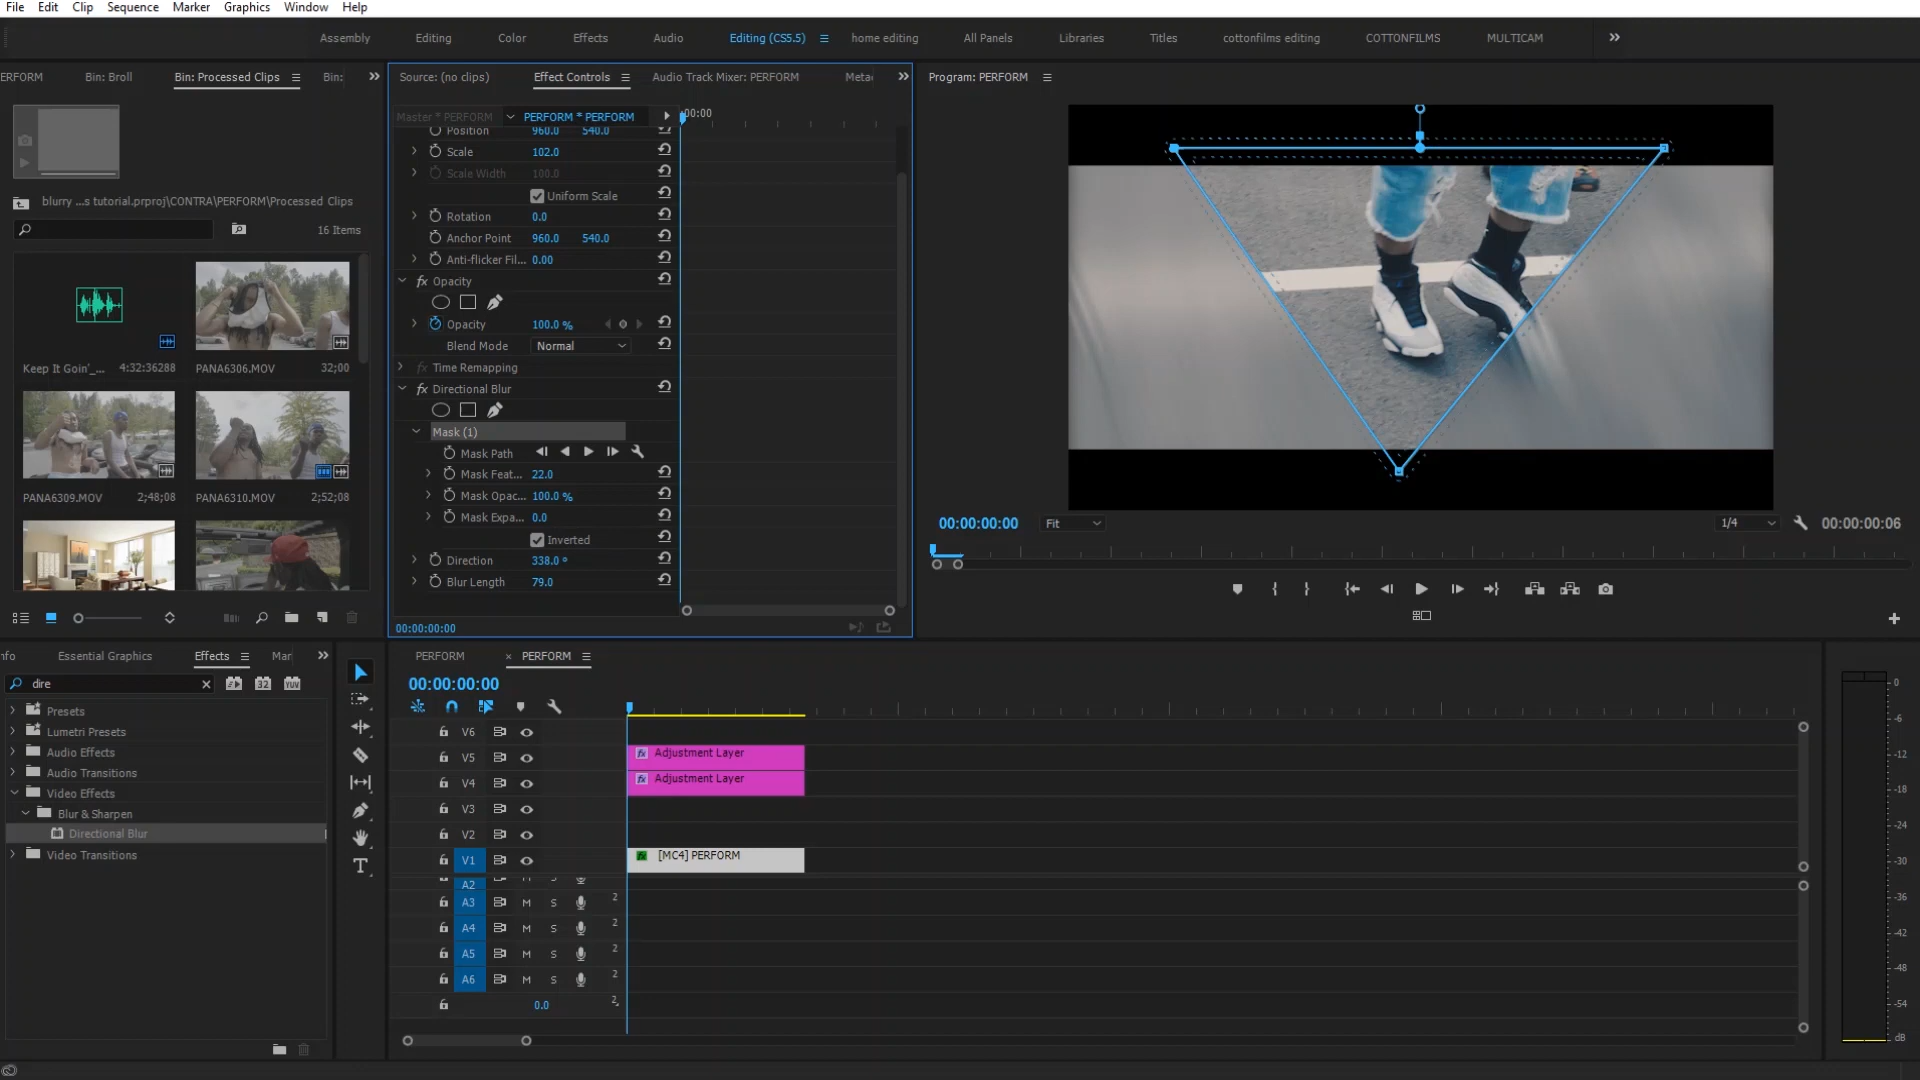 File Edit Clip Sequence Marker Graphics Window Help
Assembly Editing Color Effects Audio Editing (CS5.5) home editing All Panels Libraries Titles cottonfilms editing COTTONFILMS MULTICAM
ERFORM Bin: Broll Bin: Processed Clips Bin:
Source: (no clips) Effect Controls Audio Track Mixer: PERFORM Meta
Program: PERFORM
Master * PERFORM PERFORM * PERFORM
:00:00
Position 960.0 540.0
Scale 102.0
Scale Width 100.0
Uniform Scale
Rotation 0.0
Anchor Point 960.0 540.0
Anti-flicker Fil... 0.00
fx Opacity
Opacity 100.0 %
Blend Mode Normal
fx Time Remapping
fx Directional Blur
Mask (1)
Mask Path
Mask Feat... 22.0
Mask Opac... 100.0 %
Mask Expa... 0.0
Inverted
Direction 338.0 °
Blur Length 79.0
00:00:00:00
blurry ...s tutorial.prproj\CONTRA\PERFORM\Processed Clips
16 Items
Keep It Goin'_... 4:32:36288
PANA6306.MOV 32;00
PANA6309.MOV 2;48;08
PANA6310.MOV 2;52;08
00:00:00:00 Fit 1/4 00:00:00:06
nfo Essential Graphics Effects Mar
dire
32 YUV
Presets
Lumetri Presets
Audio Effects
Audio Transitions
Video Effects
Blur & Sharpen
Directional Blur
Video Transitions
T
PERFORM × PERFORM
00:00:00:00
V6
V5 fx Adjustment Layer
V4 fx Adjustment Layer
V3
V2
V1 fx [MC4] PERFORM
A2
A3 M S 2
A4 M S 2
A5 M S 2
A6 M S 2
0.0 2
0
-6
-12
-18
-24
-30
-36
-42
-48
-54
dB